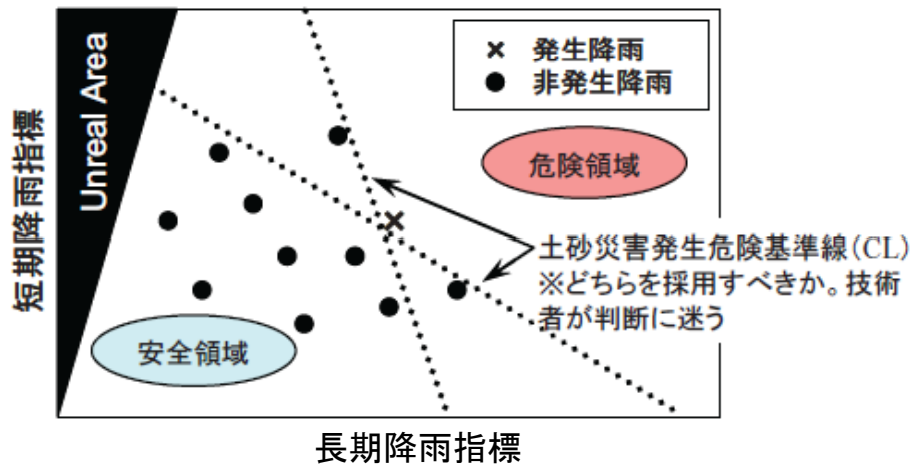 Unreal Area
× 発生降雨
● 非発生降雨
危険領域
短期降雨指標
土砂災害発生危険基準線(CL)
※どちらを採用すべきか。技術
者が判断に迷う
安全領域
長期降雨指標